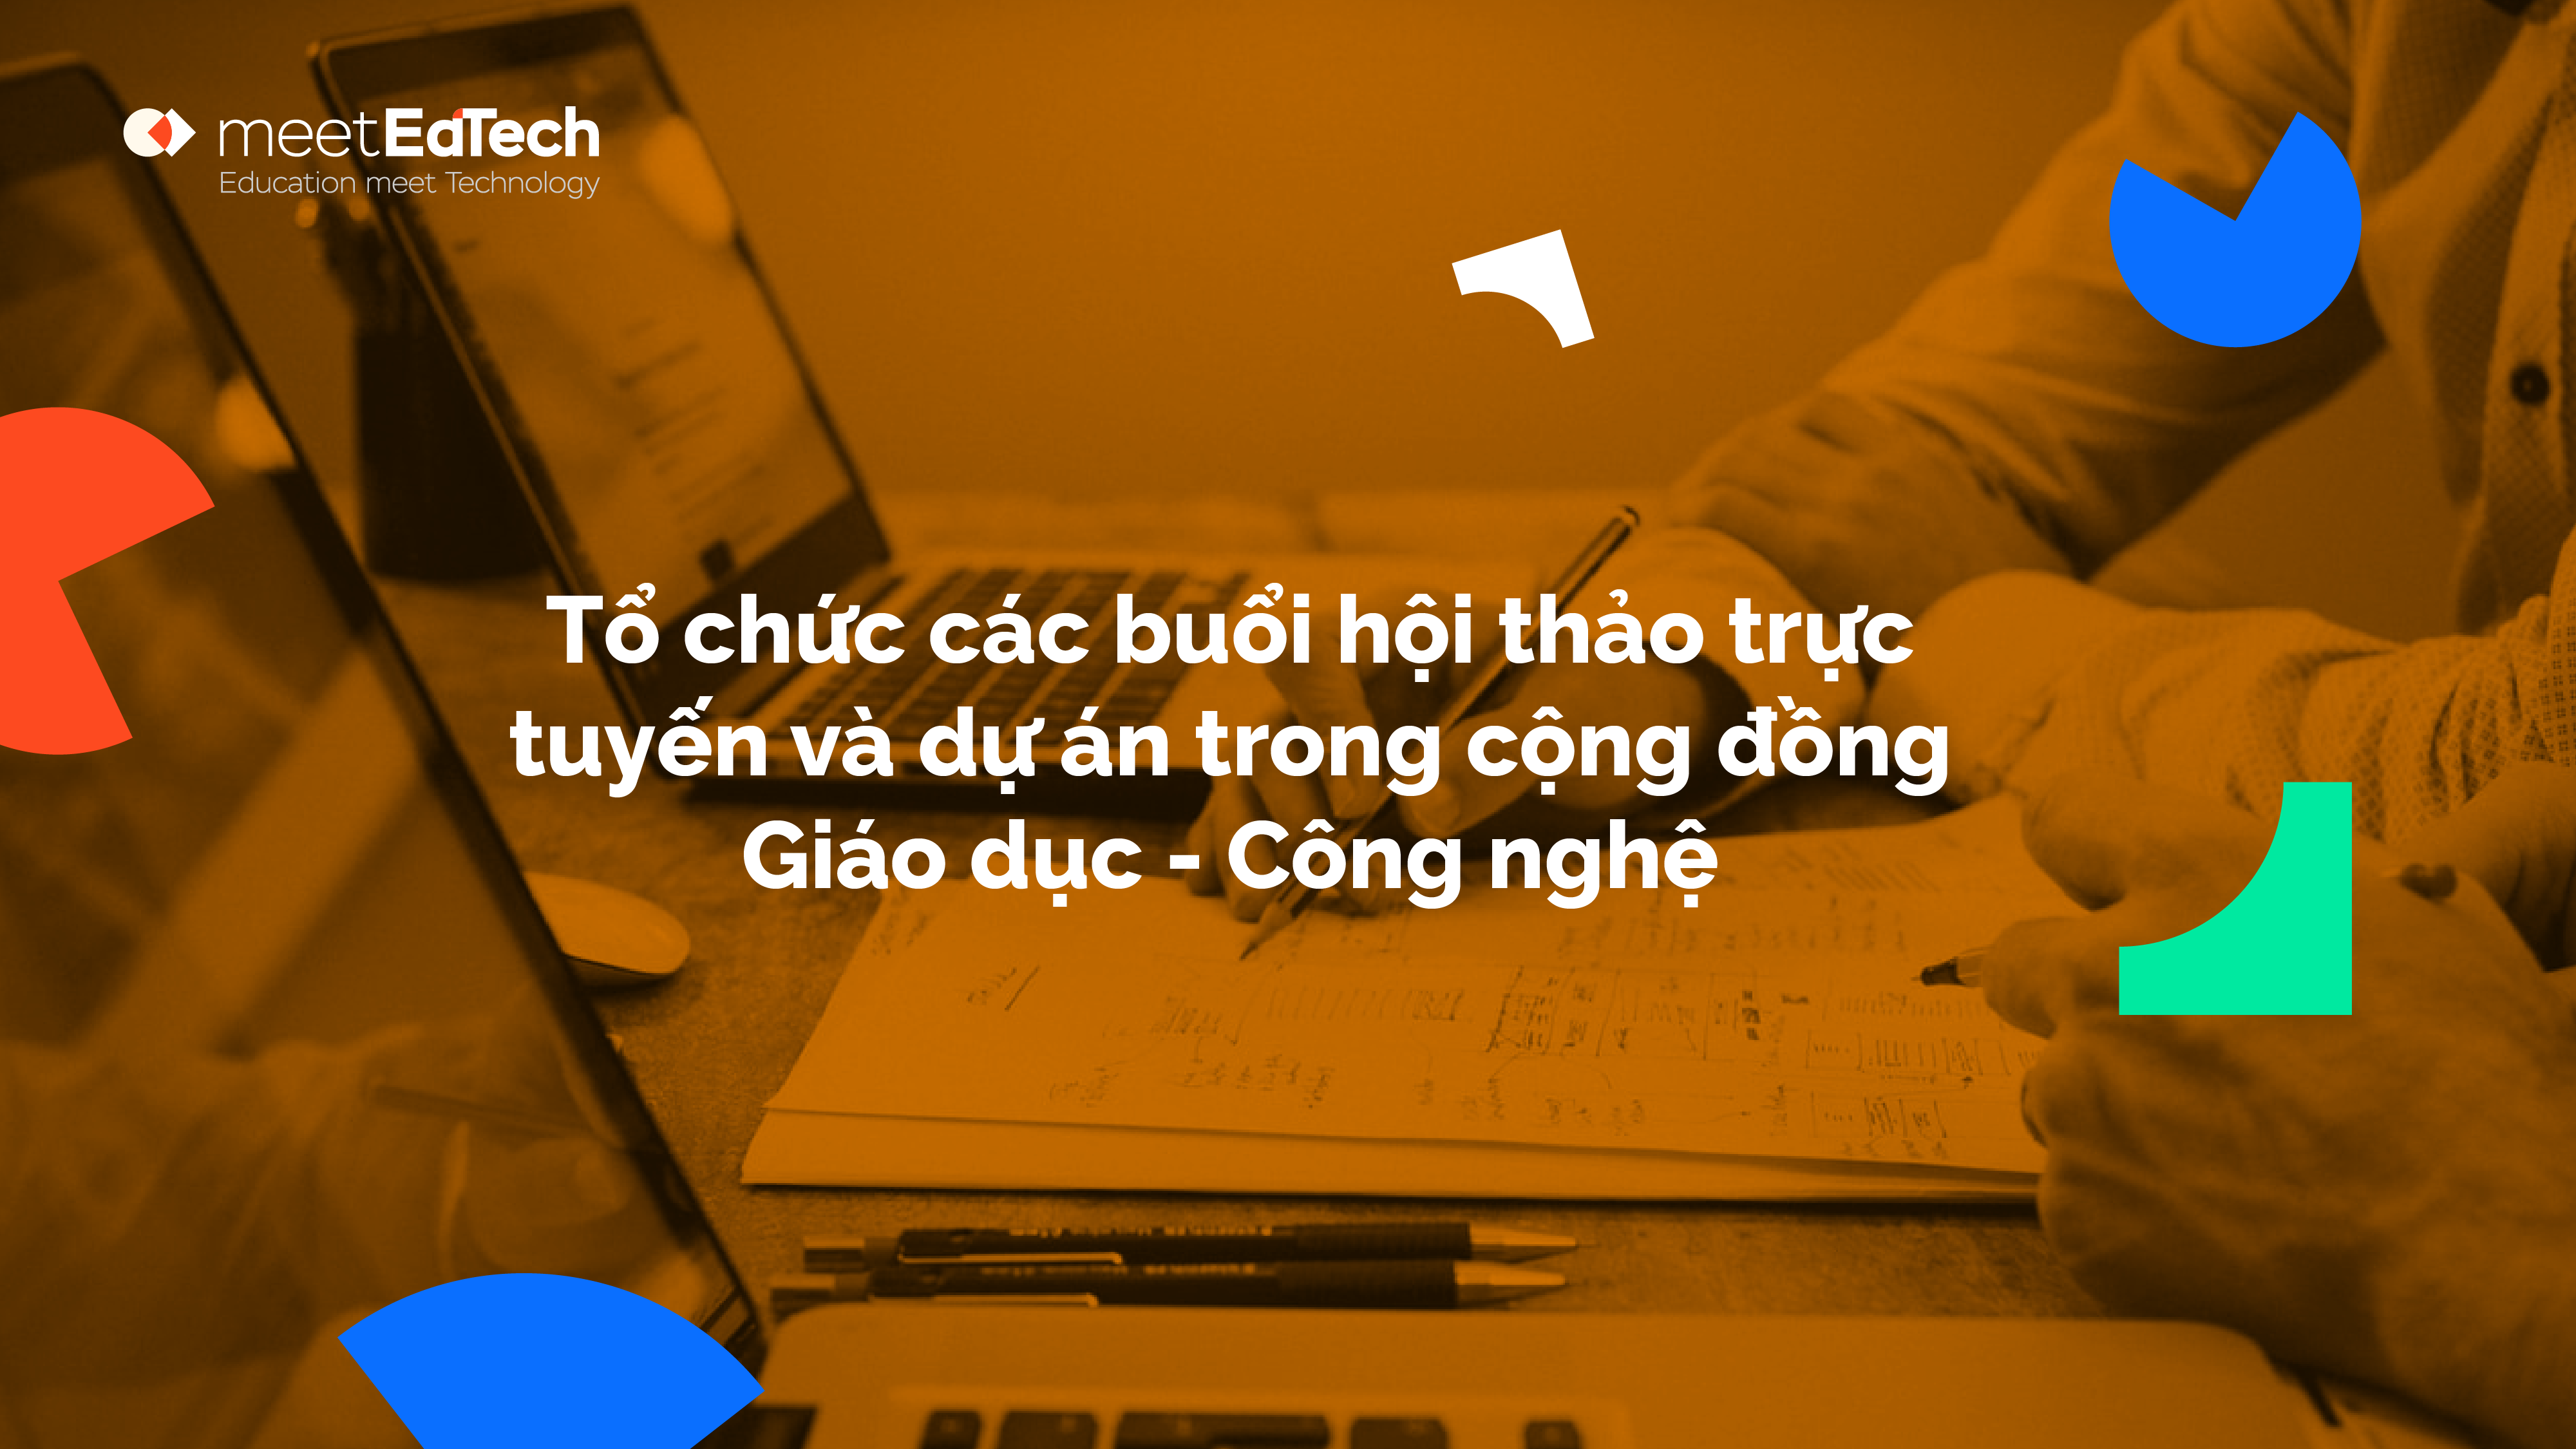 meetEdTech
Education meet Technology
Tổ chức các buổi hội thảo trực
tuyến và dự án trong cộng đồng
Giáo dục - Công nghệ